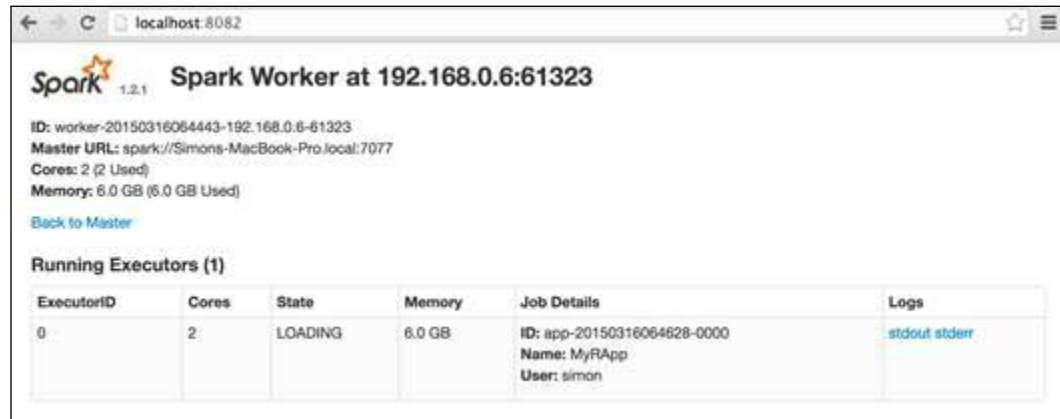 localhost:8082
Spark 1.2.1 Spark Worker at 192.168.0.6:61323
ID: worker-20150316064443-192.168.0.6-61323
Master URL: spark://Simons-MacBook-Pro.local:7077
Cores: 2 (2 Used)
Memory: 6.0 GB (6.0 GB Used)
Back to Master
Running Executors (1)
ExecutorID Cores State Memory Job Details Logs
0 2 LOADING 6.0 GB ID: app-20150316064628-0000 stdout stderr
Name: MyRApp
User: simon